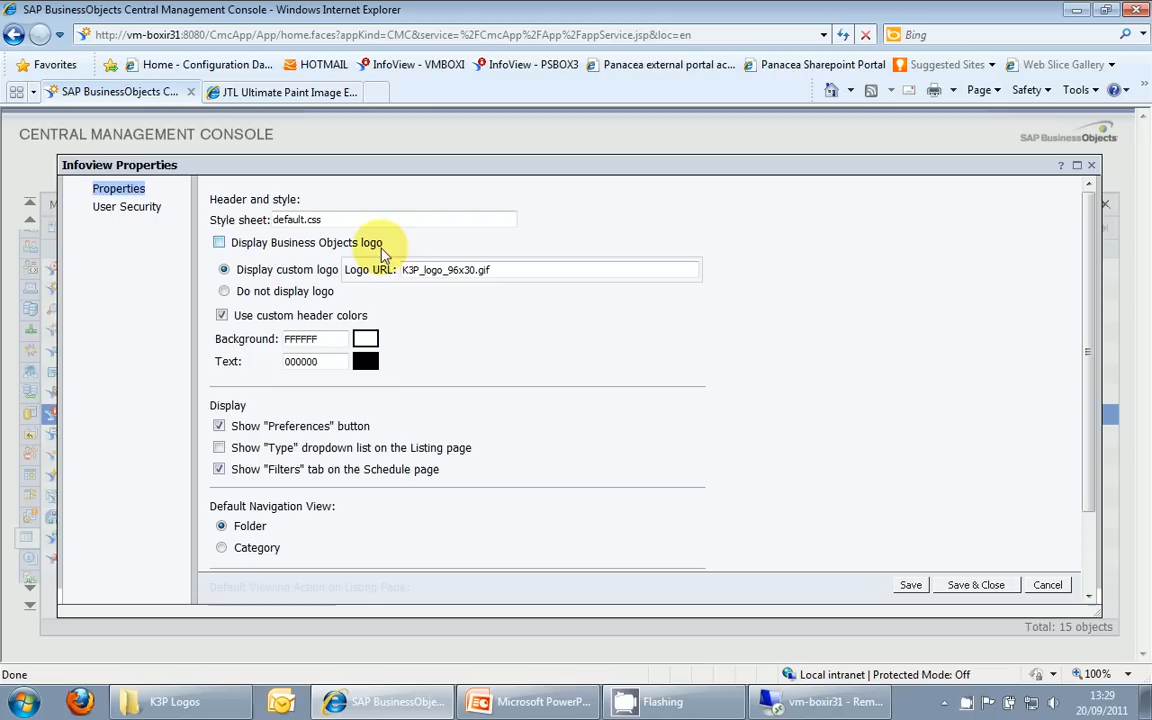 SAP BusinessObjects Central Management Console - Windows Internet Explorer
http://vm-boxir31:8080/CmcApp/App/home.faces?appKind=CMC&service=%2FCmcApp%2FApp%2FappService.jsp&loc=en
Bing
Favorites
Home - Configuration Da...
HOTMAIL
InfoView - VMBOXI
InfoView - PSBOX3
Panacea external portal ac...
Panacea Sharepoint Portal
Suggested Sites
Web Slice Gallery
SAP BusinessObjects C...
JTL Ultimate Paint Image E...
Page
Safety
Tools
CENTRAL MANAGEMENT CONSOLE
SAP BusinessObjects
Infoview Properties
Properties
User Security
Header and style:
Style sheet: default.css
Display Business Objects logo
Display custom logo Logo URL: K3P_logo_96x30.gif
Do not display logo
Use custom header colors
Background: FFFFFF
Text: 000000
Display
Show "Preferences" button
Show "Type" dropdown list on the Listing page
Show "Filters" tab on the Schedule page
Default Navigation View:
Folder
Category
Default Viewing Action on Listing Page:
Save
Save & Close
Cancel
Total: 15 objects
Done
Local intranet | Protected Mode: Off
100%
K3P Logos
SAP BusinessObje...
Microsoft PowerP...
Flashing
vm-boxir31 - Rem...
13:29
20/09/2011